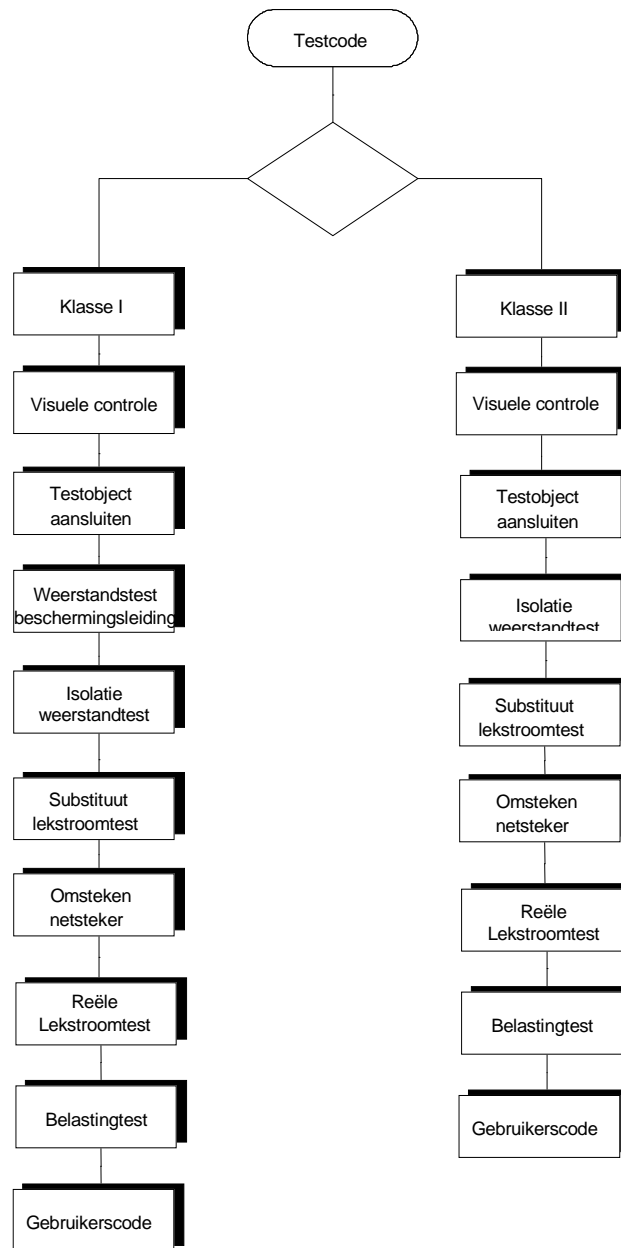 Testcode
Klasse I
Visuele controle
Testobject
aansluiten
Weerstandstest
beschermingsleiding
Isolatie
weerstandtest
Substituut
lekstroomtest
Omsteken
netsteker
Reële
Lekstroomtest
Belastingtest
Gebruikerscode
Klasse II
Visuele controle
Testobject
aansluiten
Isolatie
weerstandtest
Substituut
lekstroomtest
Omsteken
netsteker
Reële
Lekstroomtest
Belastingtest
Gebruikerscode